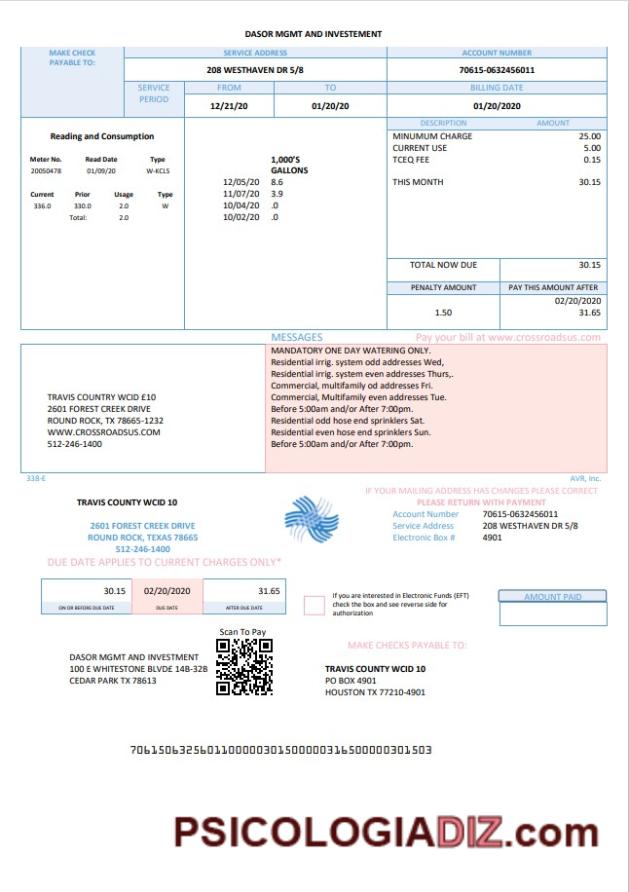 DASOR MGMT AND INVESTEMENT
MAKE CHECK
PAYABLE TO:
SERVICE ADDRESS
ACCOUNT NUMBER
208 WESTHAVEN DR 5/8
70615-0632456011
SERVICE
PERIOD
FROM
TO
BILLING DATE
12/21/20
01/20/20
01/20/2020
Reading and Consumption
Meter No. Read Date Type
20050478 01/09/20 W-KCLS
Current Prior Usage Type
336.0 330.0 2.0 W
Total: 2.0
1,000'S
GALLONS
12/05/20 8.6
11/07/20 3.9
10/04/20 .0
10/02/20 .0
DESCRIPTION AMOUNT
MINUMUM CHARGE 25.00
CURRENT USE 5.00
TCEQ FEE 0.15
THIS MONTH 30.15
TOTAL NOW DUE 30.15
PENALTY AMOUNT PAY THIS AMOUNT AFTER
02/20/2020
1.50 31.65
MESSAGES Pay your bill at www.crossroadsus.com
TRAVIS COUNTRY WCID £10
2601 FOREST CREEK DRIVE
ROUND ROCK, TX 78665-1232
WWW.CROSSROADSUS.COM
512-246-1400
MANDATORY ONE DAY WATERING ONLY.
Residential irrig. system odd addresses Wed,
Residential irrig. system even addresses Thurs,.
Commercial, multifamily od addresses Fri.
Commercial, Multifamily even addresses Tue.
Before 5:00am and/or After 7:00pm.
Residential odd hose end sprinklers Sat.
Residential even hose end sprinklers Sun.
Before 5:00am and/or After 7:00pm.
338-E AVR, Inc.
TRAVIS COUNTY WCID 10
2601 FOREST CREEK DRIVE
ROUND ROCK, TEXAS 78665
512-246-1400
IF YOUR MAILING ADDRESS HAS CHANGES PLEASE CORRECT
PLEASE RETURN WITH PAYMENT
Account Number 70615-0632456011
Service Address 208 WESTHAVEN DR 5/8
Electronic Box # 4901
DUE DATE APPLIES TO CURRENT CHARGES ONLY*
30.15 02/20/2020 31.65
ON OR BEFORE DUE DATE DUE DATE AFTER DUE DATE
If you are interested in Electronic Funds (EFT)
check the box and see reverse side for
authorization
AMOUNT PAID
Scan To Pay
DASOR MGMT AND INVESTMENT
100 E WHITESTONE BLVDE 14B-32B
CEDAR PARK TX 78613
MAKE CHECKS PAYABLE TO:
TRAVIS COUNTY WCID 10
PO BOX 4901
HOUSTON TX 77210-4901
7061506325601100000301500000316500000301503
PSICOLOGIADIZ.com